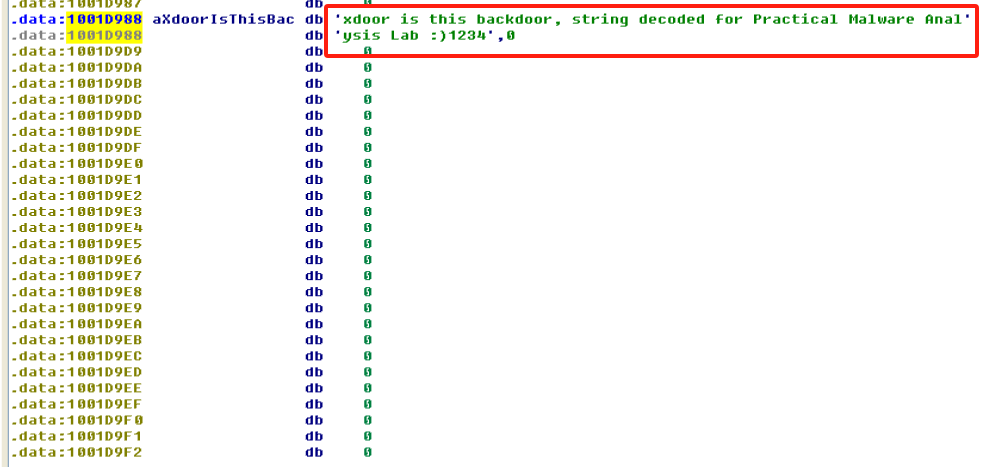 .data:1001D987 db 0
.data:1001D988 aXdoorIsThisBac db 'xdoor is this backdoor, string decoded for Practical Malware Anal'
.data:1001D988 db 'ysis Lab :)1234',0
.data:1001D9D9 db 0
.data:1001D9DA db 0
.data:1001D9DB db 0
.data:1001D9DC db 0
.data:1001D9DD db 0
.data:1001D9DE db 0
.data:1001D9DF db 0
.data:1001D9E0 db 0
.data:1001D9E1 db 0
.data:1001D9E2 db 0
.data:1001D9E3 db 0
.data:1001D9E4 db 0
.data:1001D9E5 db 0
.data:1001D9E6 db 0
.data:1001D9E7 db 0
.data:1001D9E8 db 0
.data:1001D9E9 db 0
.data:1001D9EA db 0
.data:1001D9EB db 0
.data:1001D9EC db 0
.data:1001D9ED db 0
.data:1001D9EE db 0
.data:1001D9EF db 0
.data:1001D9F0 db 0
.data:1001D9F1 db 0
.data:1001D9F2 db 0